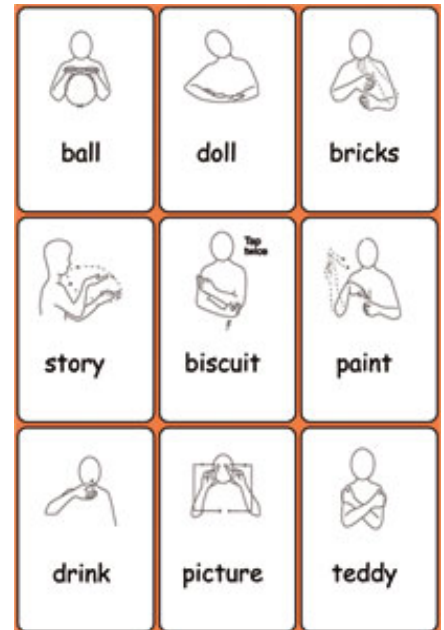 ball doll bricks
Tap
twice
story biscuit paint
drink picture teddy